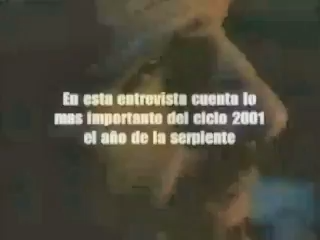 En esta entrevista cuenta lo
mas importante del ciclo 2001
el año de la serpiente